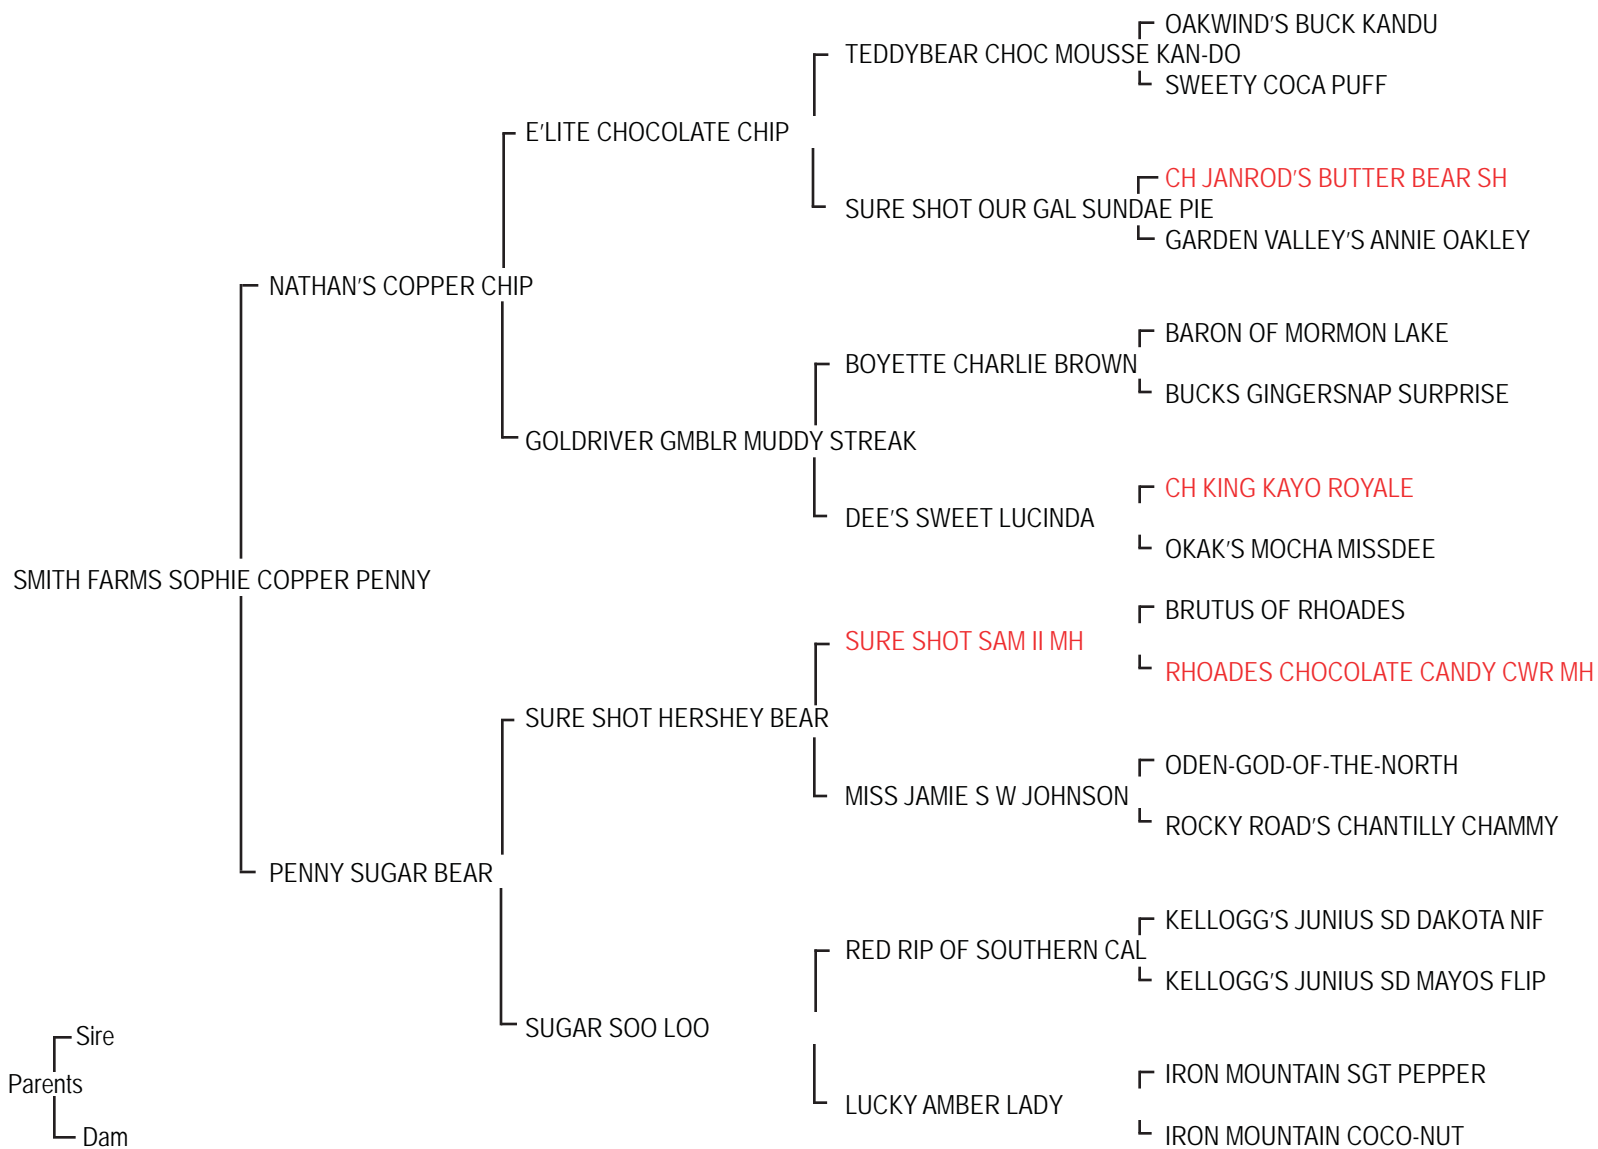 OAKWIND'S BUCK KANDU
TEDDYBEAR CHOC MOUSSE KAN-DO
SWEETY COCA PUFF
E'LITE CHOCOLATE CHIP
CH JANROD'S BUTTER BEAR SH
SURE SHOT OUR GAL SUNDAE PIE
GARDEN VALLEY'S ANNIE OAKLEY
NATHAN'S COPPER CHIP
BARON OF MORMON LAKE
BOYETTE CHARLIE BROWN
BUCKS GINGERSNAP SURPRISE
GOLDRIVER GMBLR MUDDY STREAK
CH KING KAYO ROYALE
DEE'S SWEET LUCINDA
OKAK'S MOCHA MISSDEE
SMITH FARMS SOPHIE COPPER PENNY
BRUTUS OF RHOADES
SURE SHOT SAM II MH
RHOADES CHOCOLATE CANDY CWR MH
SURE SHOT HERSHEY BEAR
ODEN-GOD-OF-THE-NORTH
MISS JAMIE S W JOHNSON
ROCKY ROAD'S CHANTILLY CHAMMY
PENNY SUGAR BEAR
KELLOGG'S JUNIUS SD DAKOTA NIF
RED RIP OF SOUTHERN CAL
KELLOGG'S JUNIUS SD MAYOS FLIP
SUGAR SOO LOO
IRON MOUNTAIN SGT PEPPER
LUCKY AMBER LADY
IRON MOUNTAIN COCO-NUT
Sire
Parents
Dam